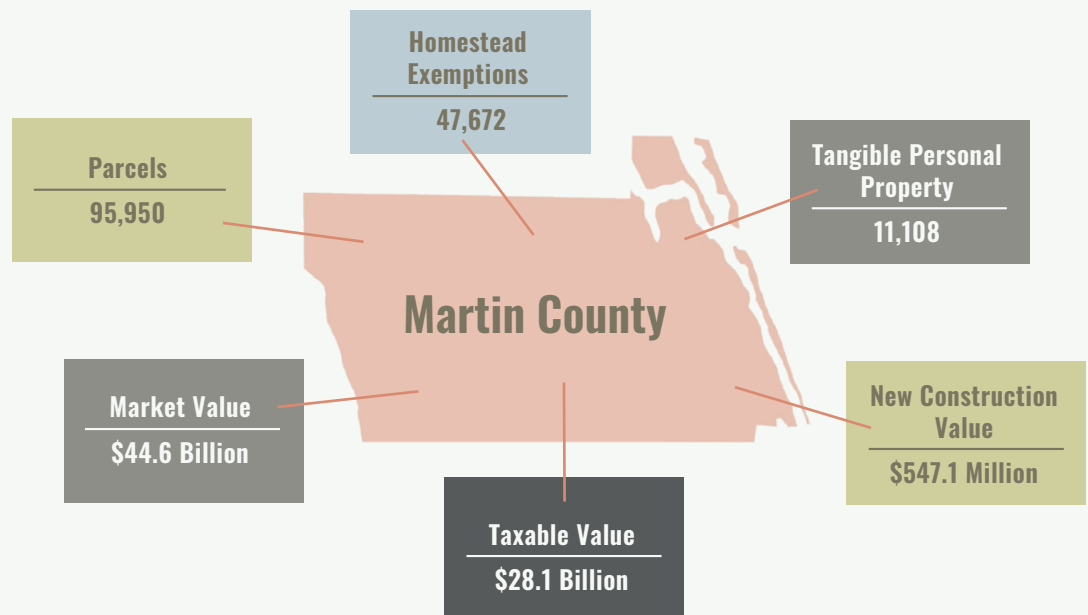 Homestead
Exemptions
47,672
Parcels
95,950
Tangible Personal
Property
11,108
Martin County
Market Value
$44.6 Billion
New Construction
Value
$547.1 Million
Taxable Value
$28.1 Billion